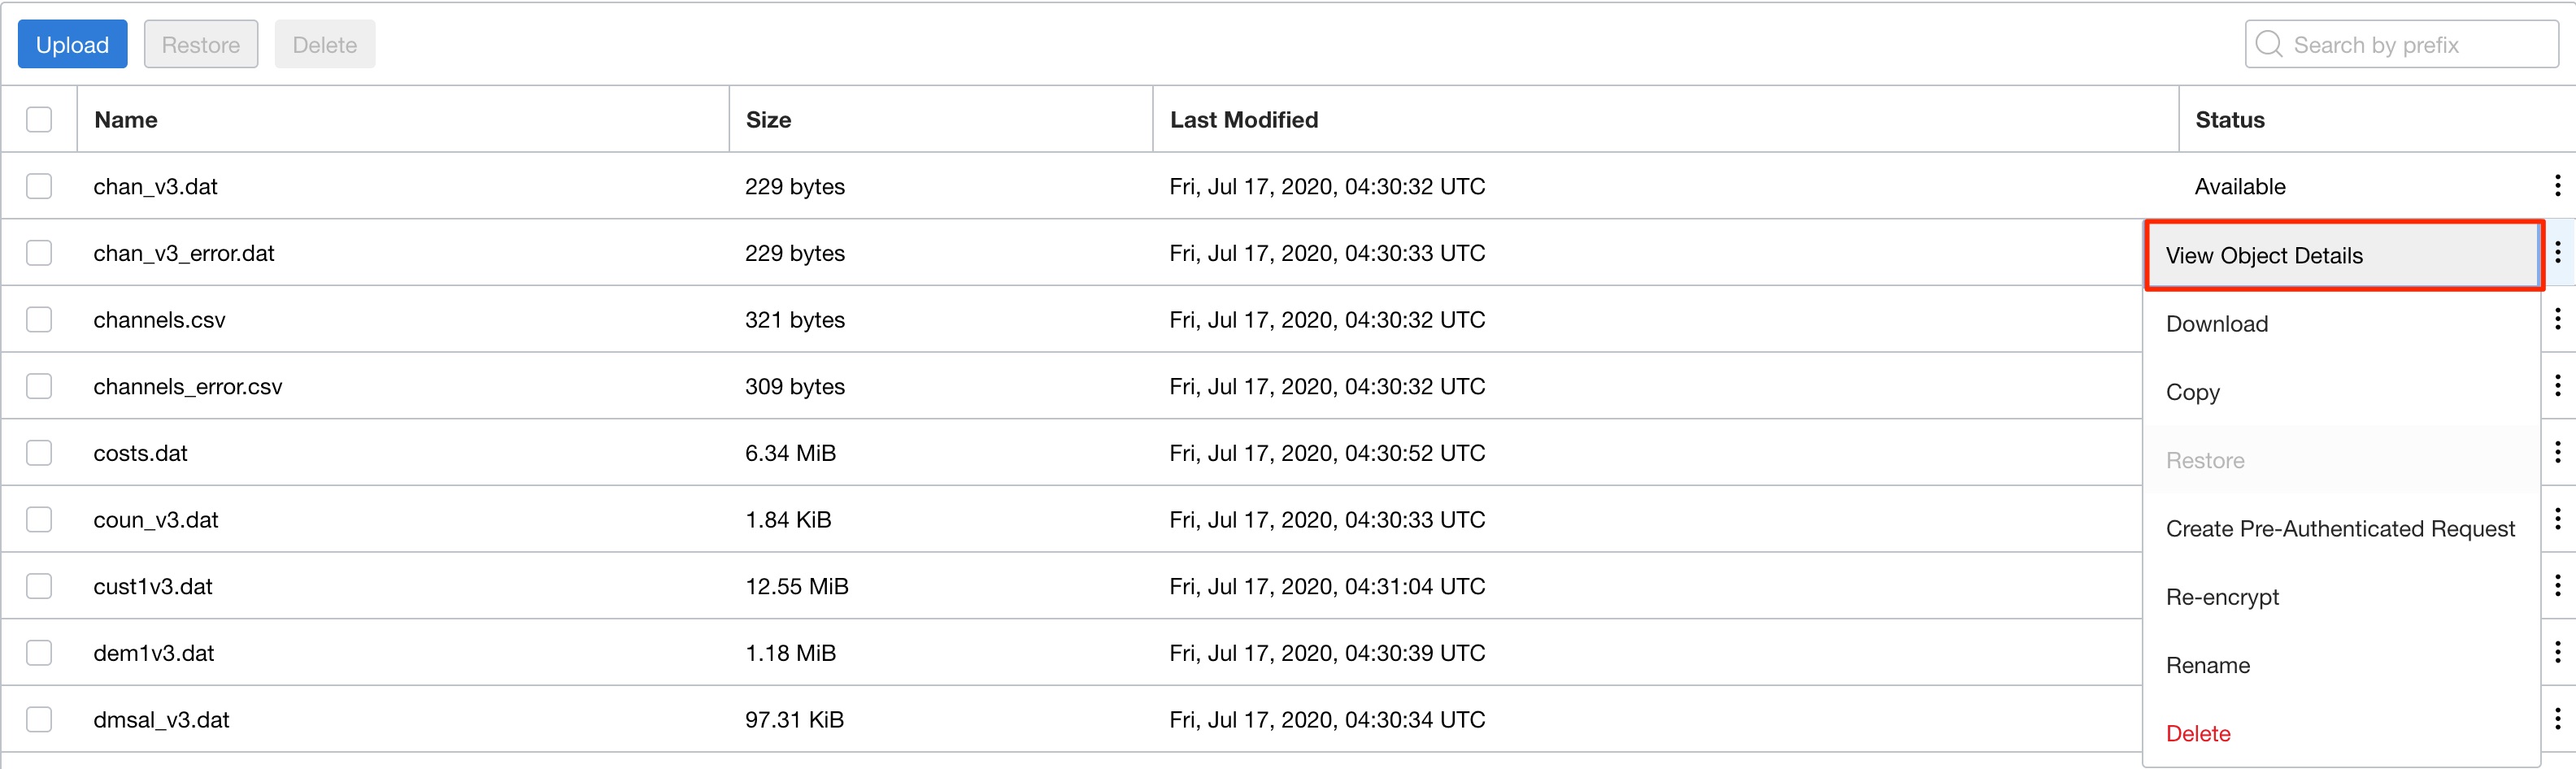 Upload Restore Delete Search by prefix
Name Size Last Modified Status
chan_v3.dat 229 bytes Fri, Jul 17, 2020, 04:30:32 UTC Available
chan_v3_error.dat 229 bytes Fri, Jul 17, 2020, 04:30:33 UTC
View Object Details
channels.csv 321 bytes Fri, Jul 17, 2020, 04:30:32 UTC
Download
channels_error.csv 309 bytes Fri, Jul 17, 2020, 04:30:32 UTC
Copy
costs.dat 6.34 MiB Fri, Jul 17, 2020, 04:30:52 UTC
Restore
coun_v3.dat 1.84 KiB Fri, Jul 17, 2020, 04:30:33 UTC
Create Pre-Authenticated Request
cust1v3.dat 12.55 MiB Fri, Jul 17, 2020, 04:31:04 UTC
Re-encrypt
dem1v3.dat 1.18 MiB Fri, Jul 17, 2020, 04:30:39 UTC
Rename
dmsal_v3.dat 97.31 KiB Fri, Jul 17, 2020, 04:30:34 UTC
Delete